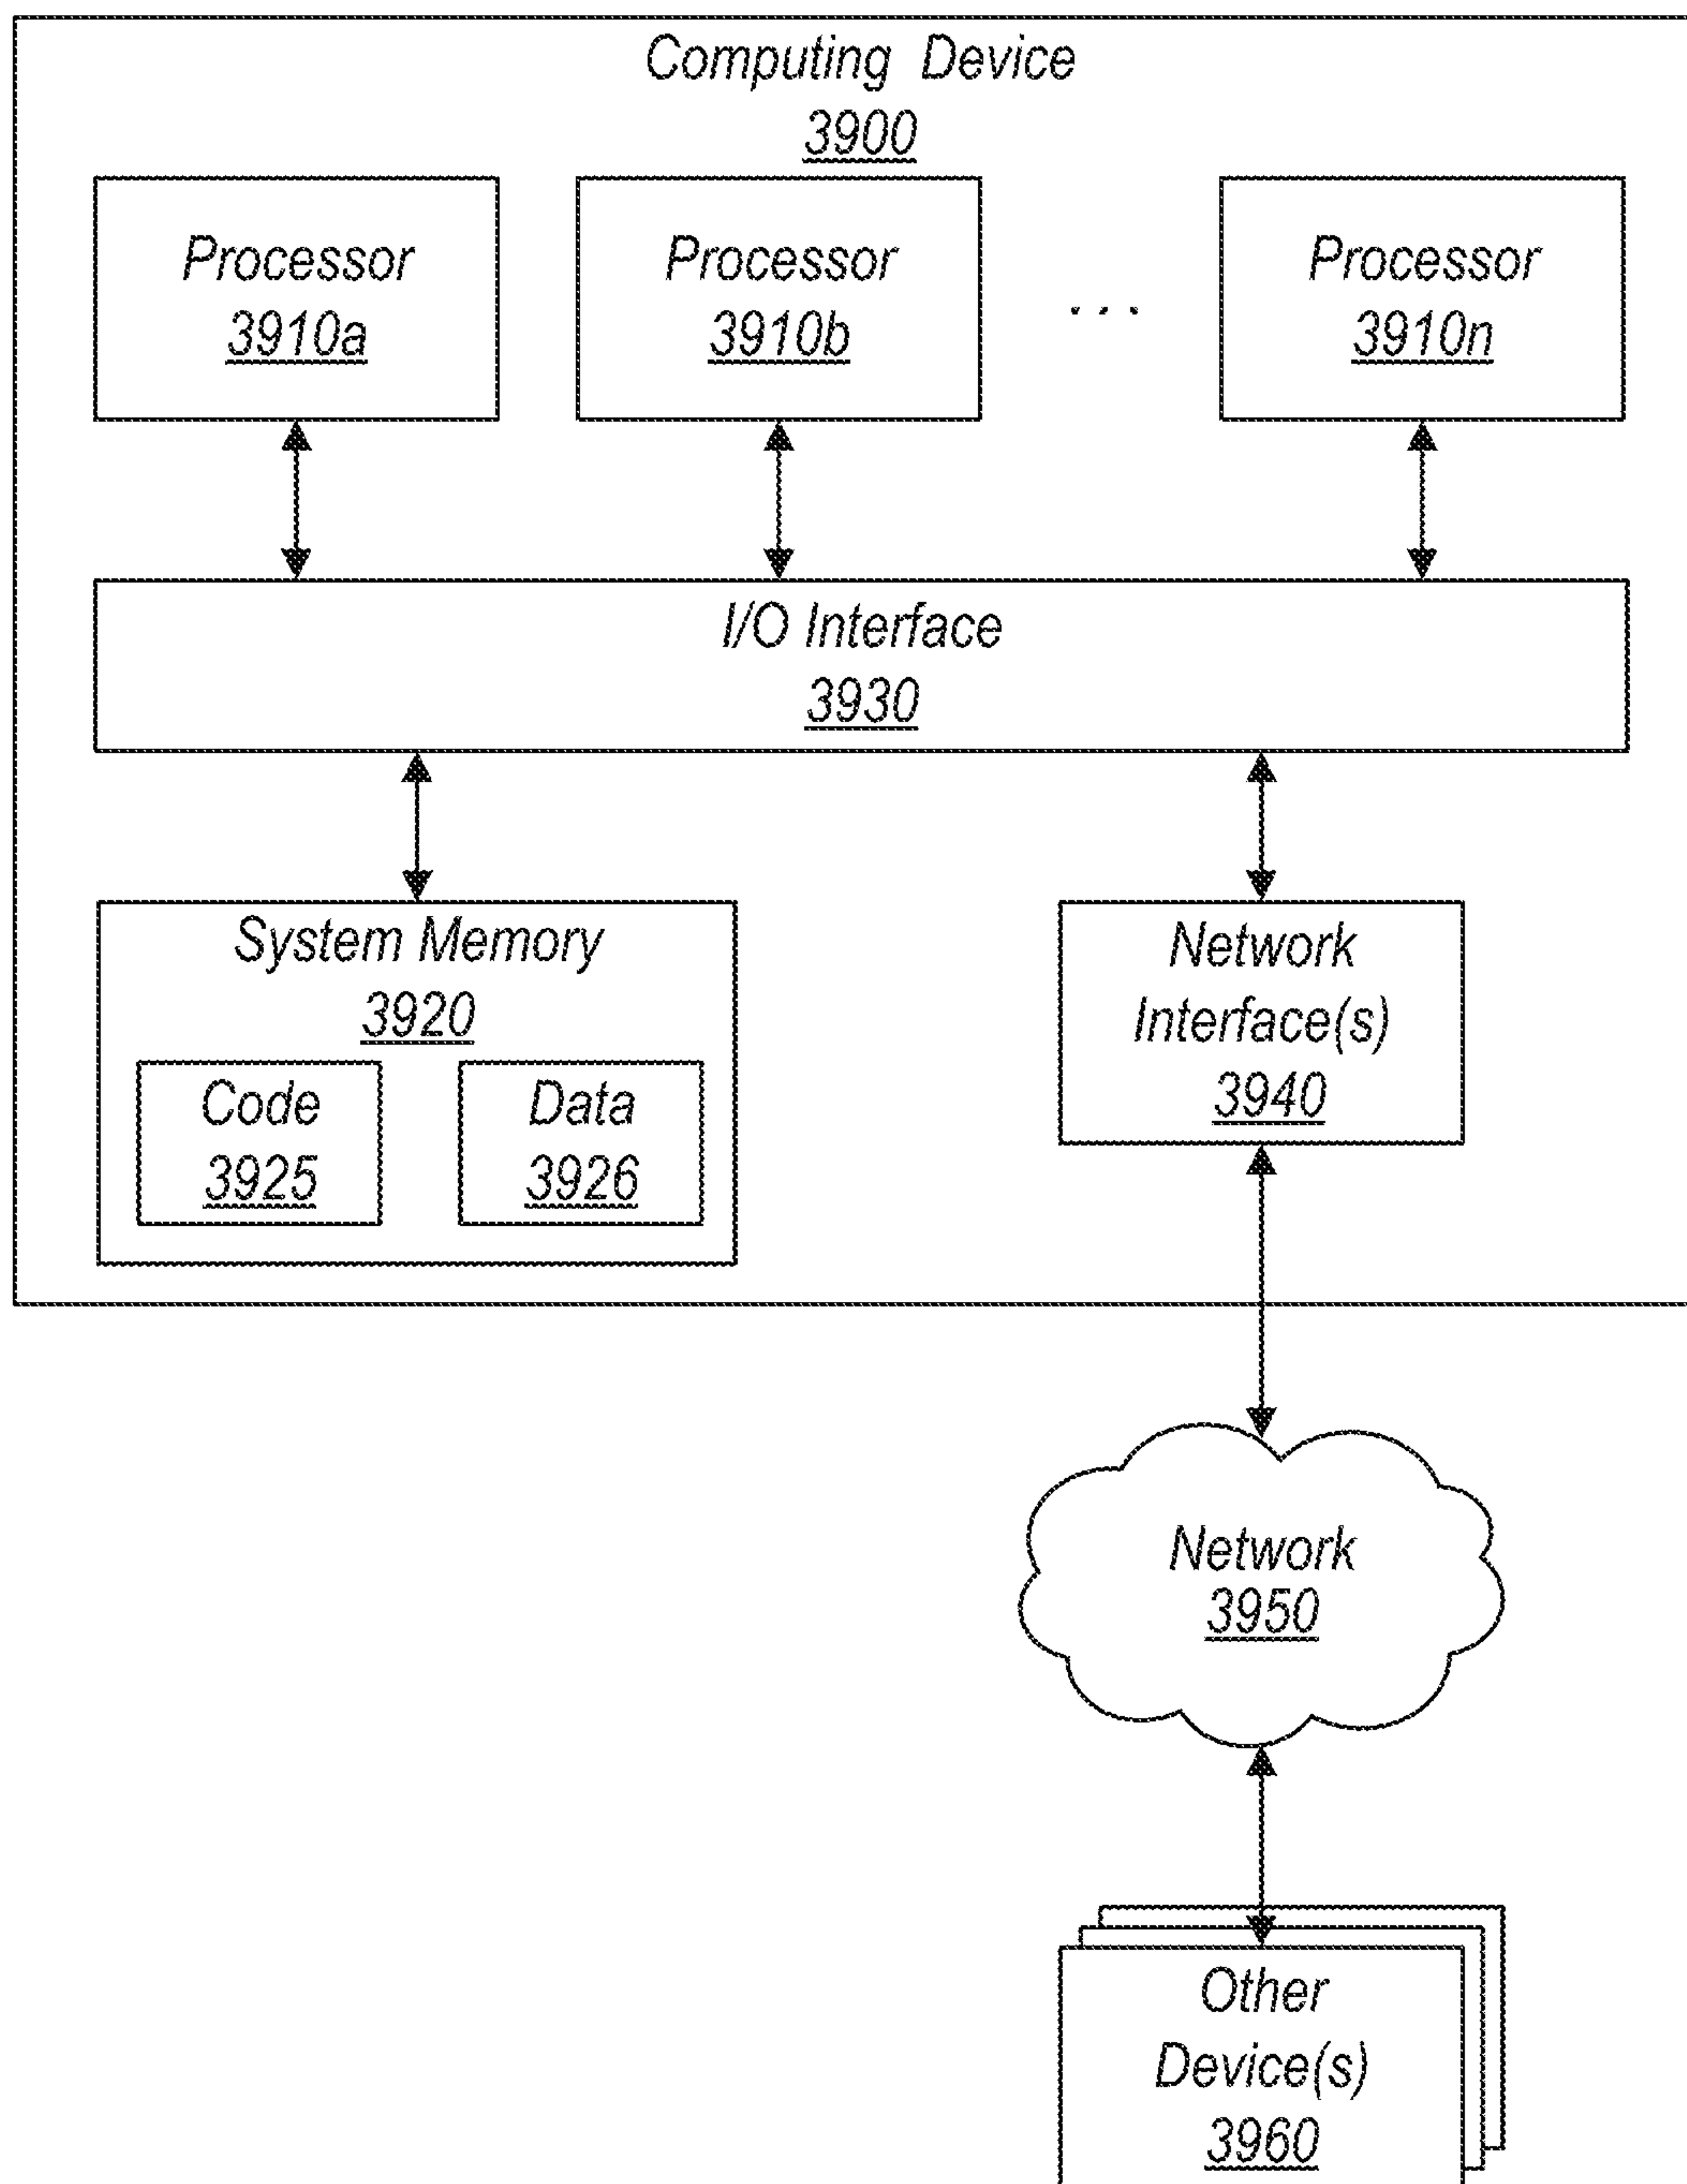 Computing Device
3900
Processor
3910a
Processor
3910b
. . .
Processor
3910n
I/O Interface
3930
System Memory
3920
Code
3925
Data
3926
Network
Interface(s)
3940
Network
3950
Other
Device(s)
3960